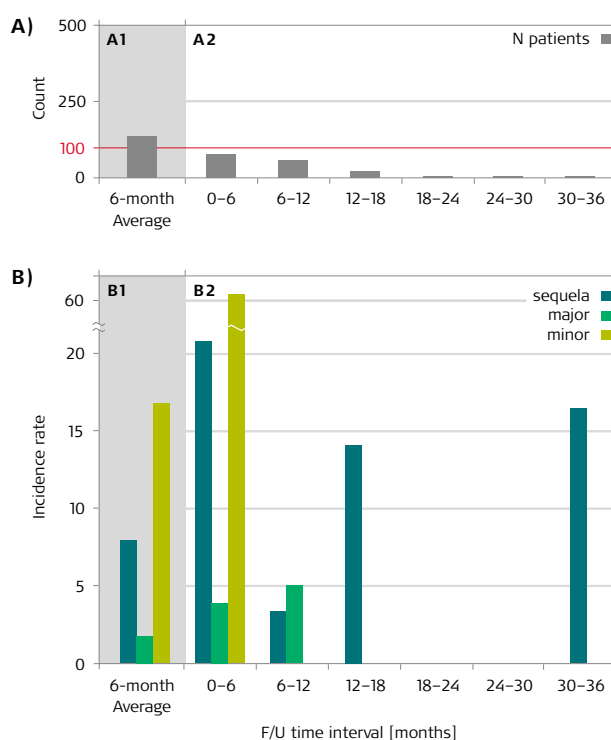 A)
500
A1
A2
N patients
250
Count
100
0
6-month
Average
0–6
6–12
12–18
18–24
24–30
30–36
B)
B1
B2
60
sequela
major
minor
20
15
Incidence rate
10
5
0
6-month
Average
0–6
6–12
12–18
18–24
24–30
30–36
F/U time interval [months]